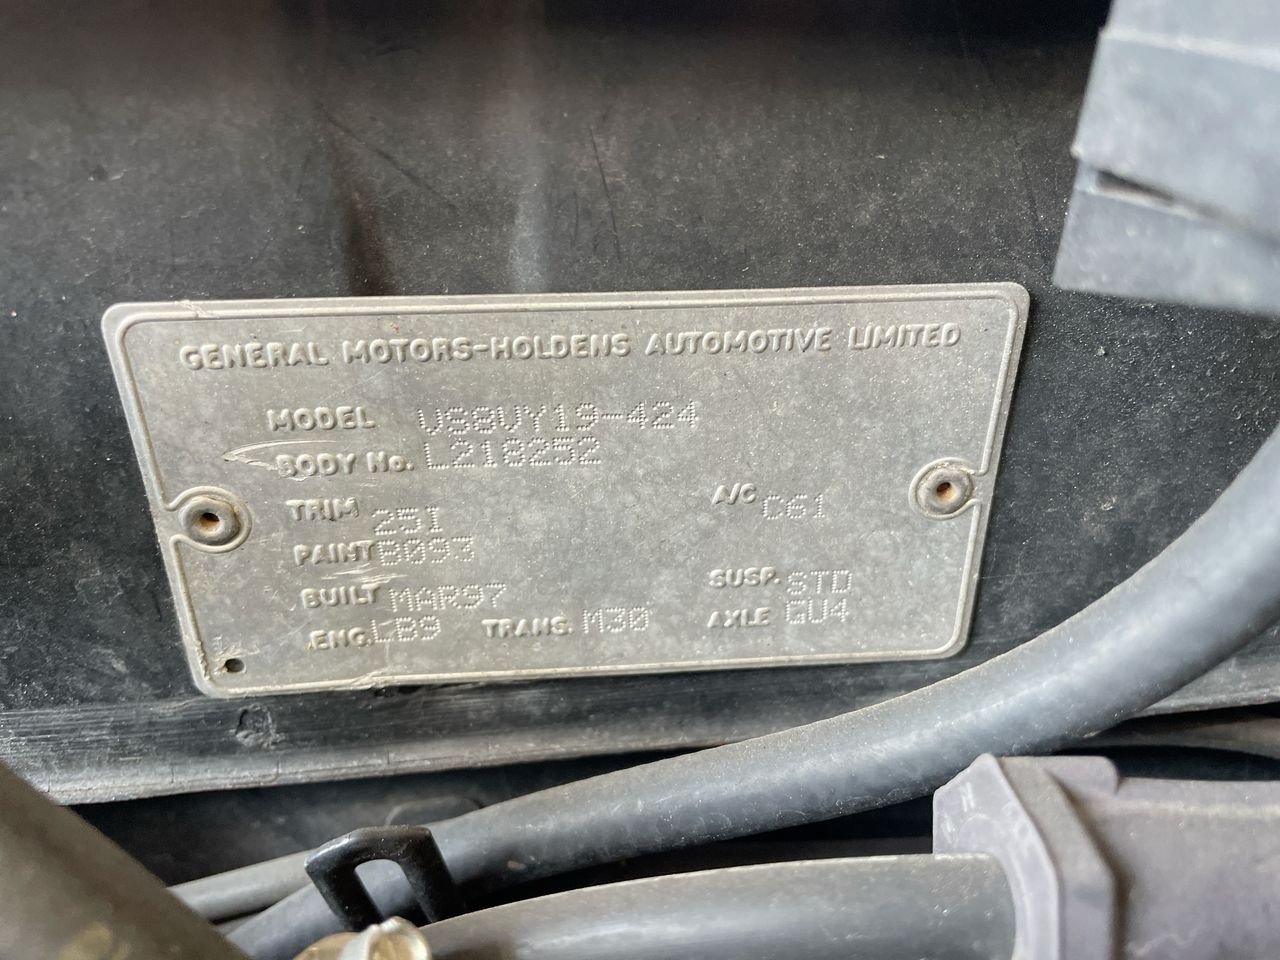 GENERAL MOTORS-HOLDENS AUTOMOTIVE LIMITED
MODEL VS8VY19-424
BODY No. L218252
TRIM 25I A/C C61
PAINT B093
BUILT MAR97 SUSP. STD
ENG. LB9 TRANS. M30 AXLE GU4